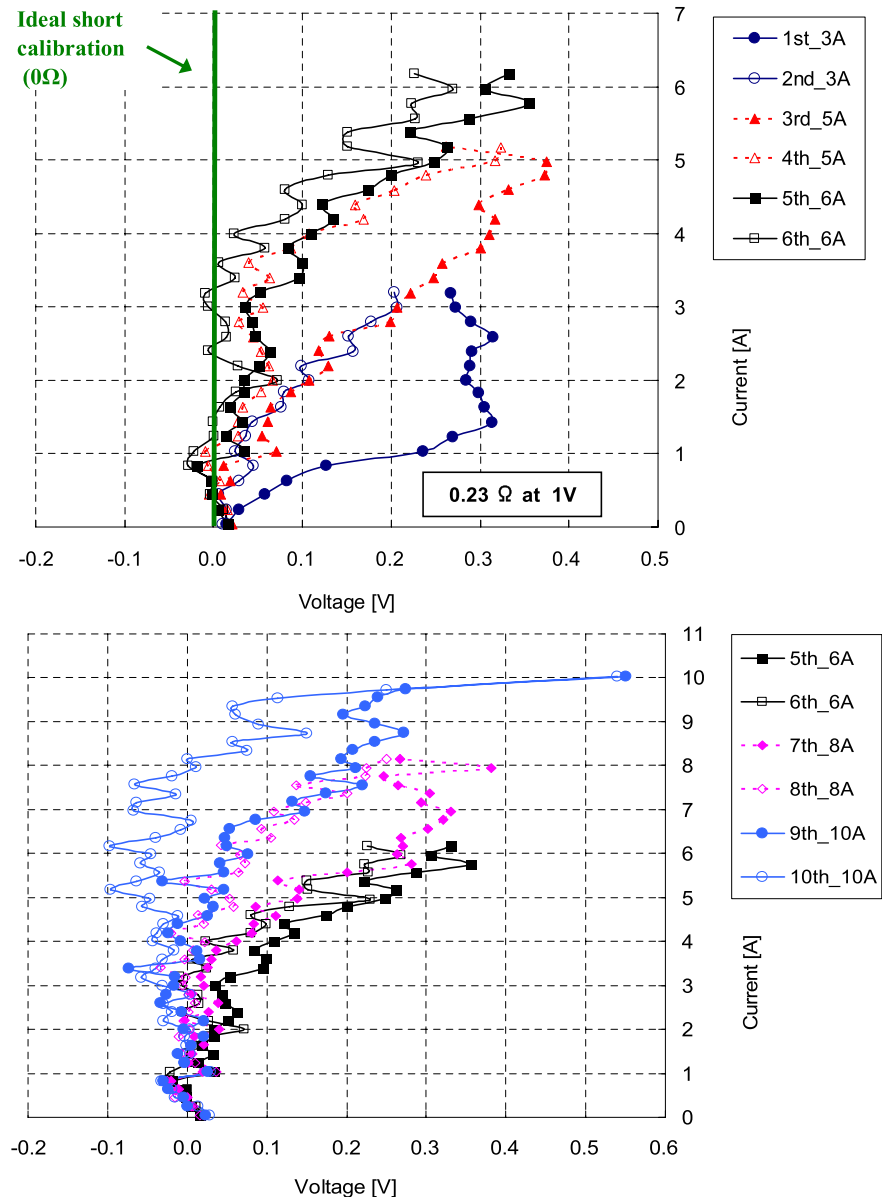 Ideal short
calibration
(0Ω)
7
6
5
4
3
2
1
0
Current [A]
-0.2
-0.1
0.0
0.1
0.2
0.3
0.4
0.5
Voltage [V]
0.23 Ω at 1V
1st_3A
2nd_3A
3rd_5A
4th_5A
5th_6A
6th_6A
11
10
9
8
7
6
5
4
3
2
1
0
Current [A]
-0.2
-0.1
0.0
0.1
0.2
0.3
0.4
0.5
0.6
Voltage [V]
5th_6A
6th_6A
7th_8A
8th_8A
9th_10A
10th_10A